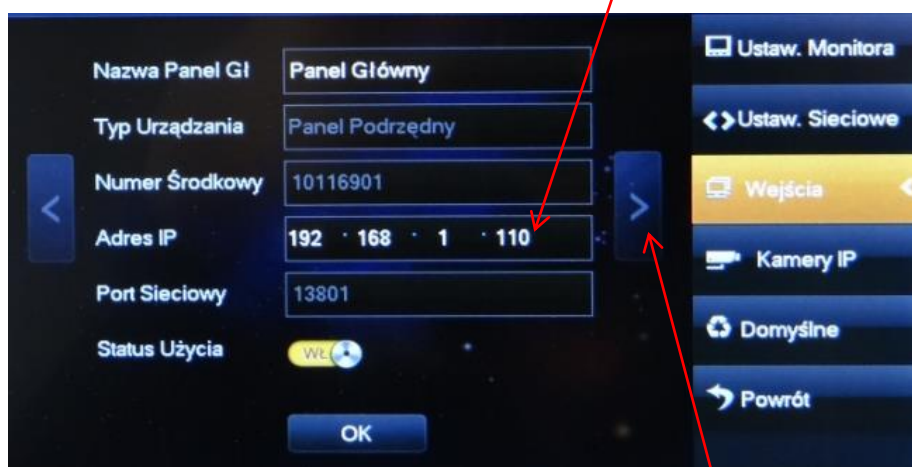 Nazwa Panel Gł Panel Główny
Typ Urządzania Panel Podrzędny
Numer Środkowy 10116901
Adres IP 192 · 168 · 1 · 110
Port Sieciowy 13801
Status Użycia WŁ
OK
Ustaw. Monitora
Ustaw. Sieciowe
Wejścia
Kamery IP
Domyślne
Powrót